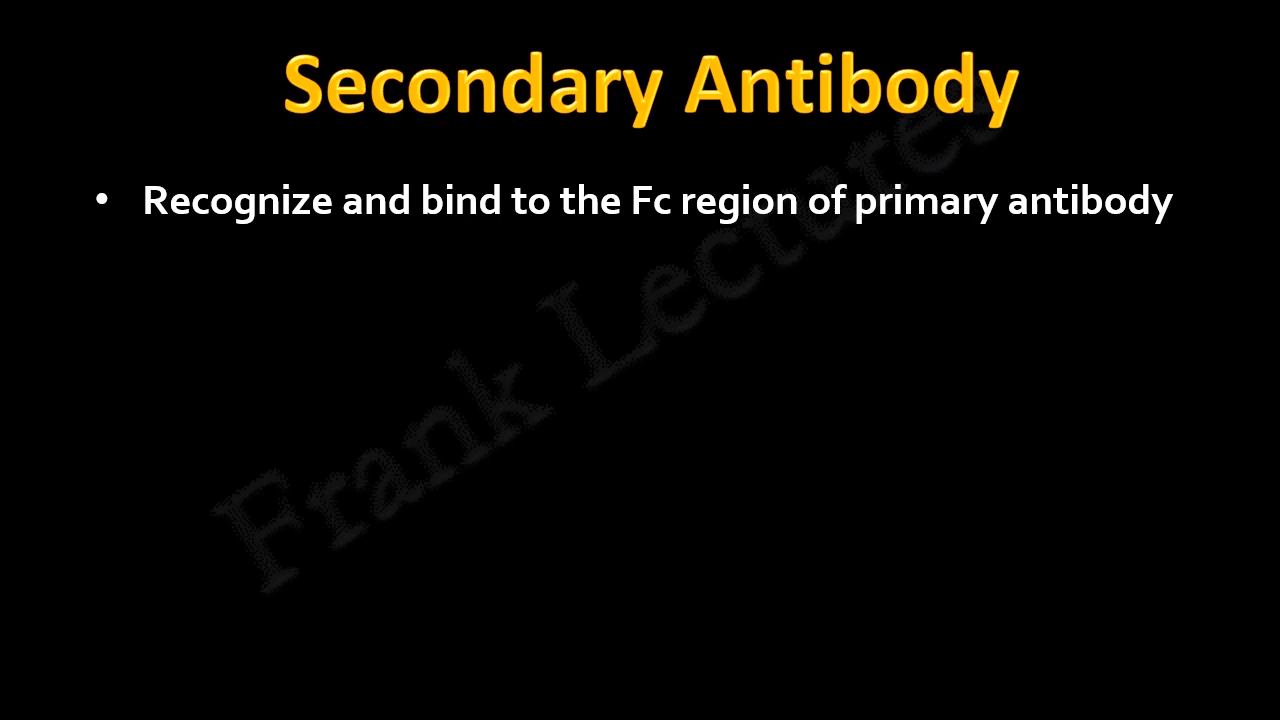 Secondary Antibody
• Recognize and bind to the Fc region of primary antibody
Frank Lectures